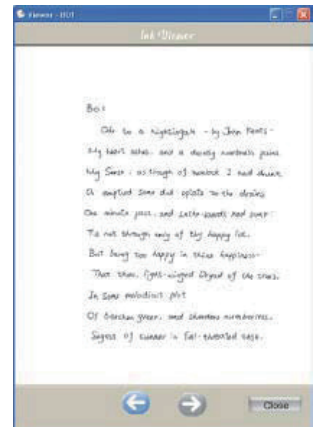 Ink Viewer
Bo:
Ode to a Nightingale - by John Keats -
My heart aches, and a drowsy numbness pains
My Sense, as though of hemlock I had drunk
Or emptied some dull opiate to the drains
One minute past, and Lethe-wards had sunk:
'Tis not through envy of thy happy lot,
But being too happy in thine happiness-
That thou, light-winged Dryad of the trees,
In some melodious plot
Of beechen green, and shadows numberless,
Singest of summer in full-throated ease.
Close